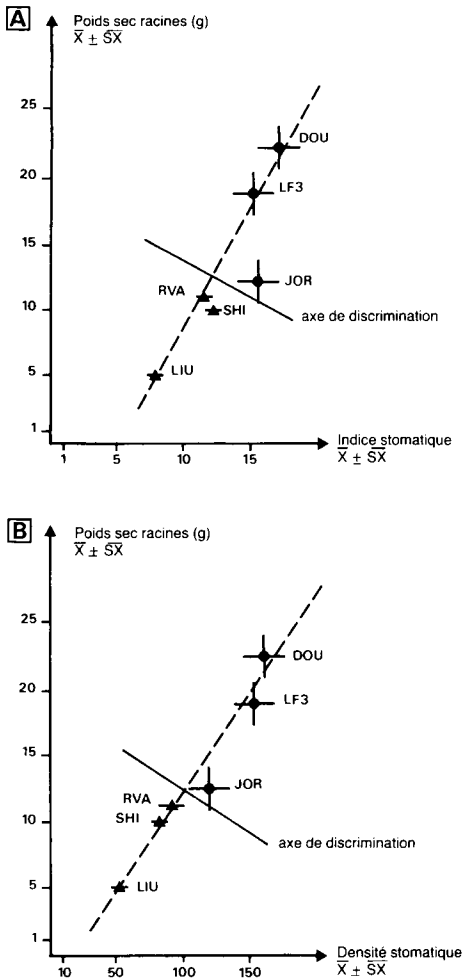 A
Poids sec racines (g)
X̅ ± SX̅
25
DOU
20
LF3
15
JOR
RVA
10
SHI
axe de discrimination
5
LIU
1
1 5 10 15
Indice stomatique
X̅ ± SX̅
B
Poids sec racines (g)
X̅ ± SX̅
25
DOU
20
LF3
15
JOR
RVA
SHI
10
axe de discrimination
5
LIU
1
10 50 100 150
Densité stomatique
X̅ ± SX̅